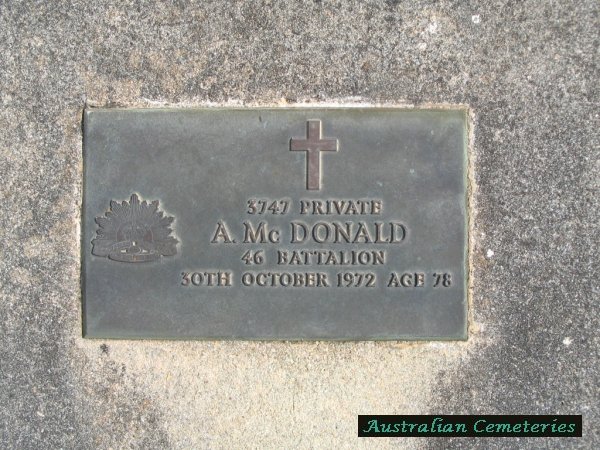 3747 PRIVATE
A. Mc DONALD
46 BATTALION
30TH OCTOBER 1972 AGE 78
Australian Cemeteries